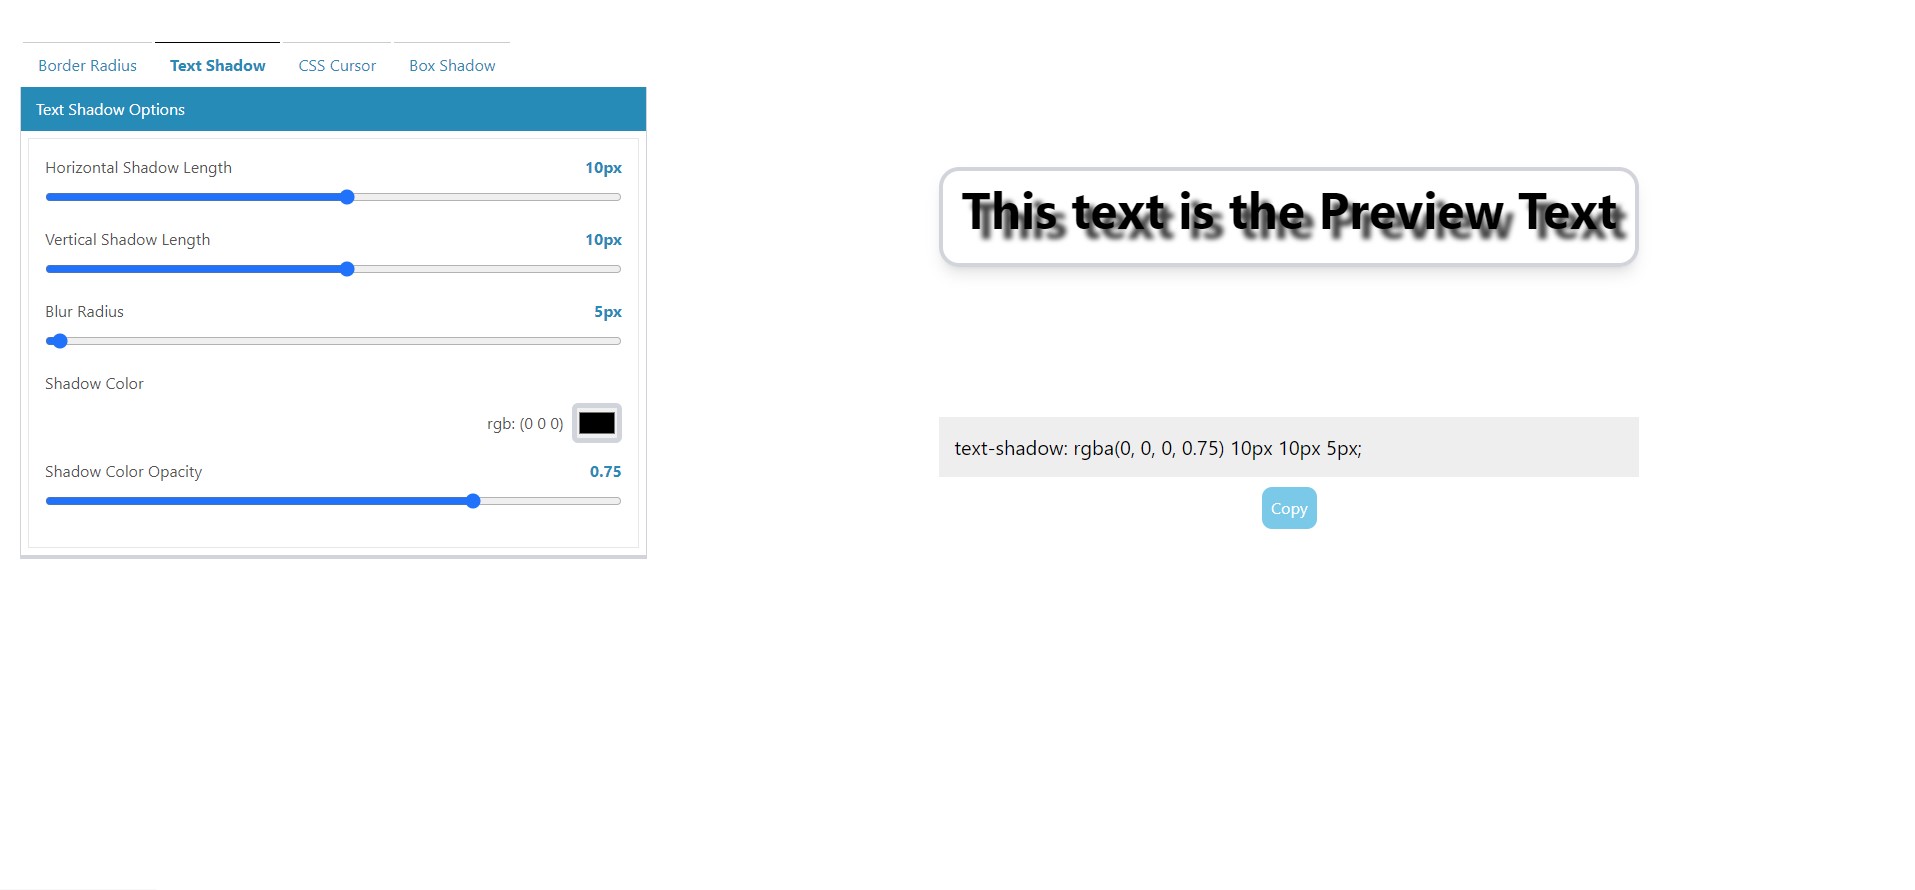 Border Radius
Text Shadow
CSS Cursor
Box Shadow
Text Shadow Options
Horizontal Shadow Length 10px
Vertical Shadow Length 10px
Blur Radius 5px
Shadow Color
rgb: (0 0 0)
Shadow Color Opacity 0.75
This text is the Preview Text
text-shadow: rgba(0, 0, 0, 0.75) 10px 10px 5px;
Copy